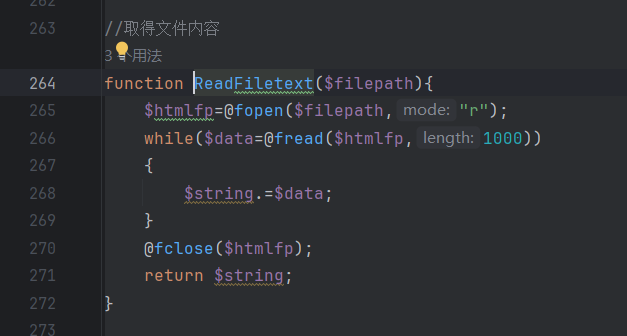 262
263 //取得文件内容
3个用法
264 function ReadFiletext($filepath){
265 $htmlfp=@fopen($filepath, mode: "r");
266 while($data=@fread($htmlfp, length: 1000))
267 {
268 $string.=$data;
269 }
270 @fclose($htmlfp);
271 return $string;
272 }
273